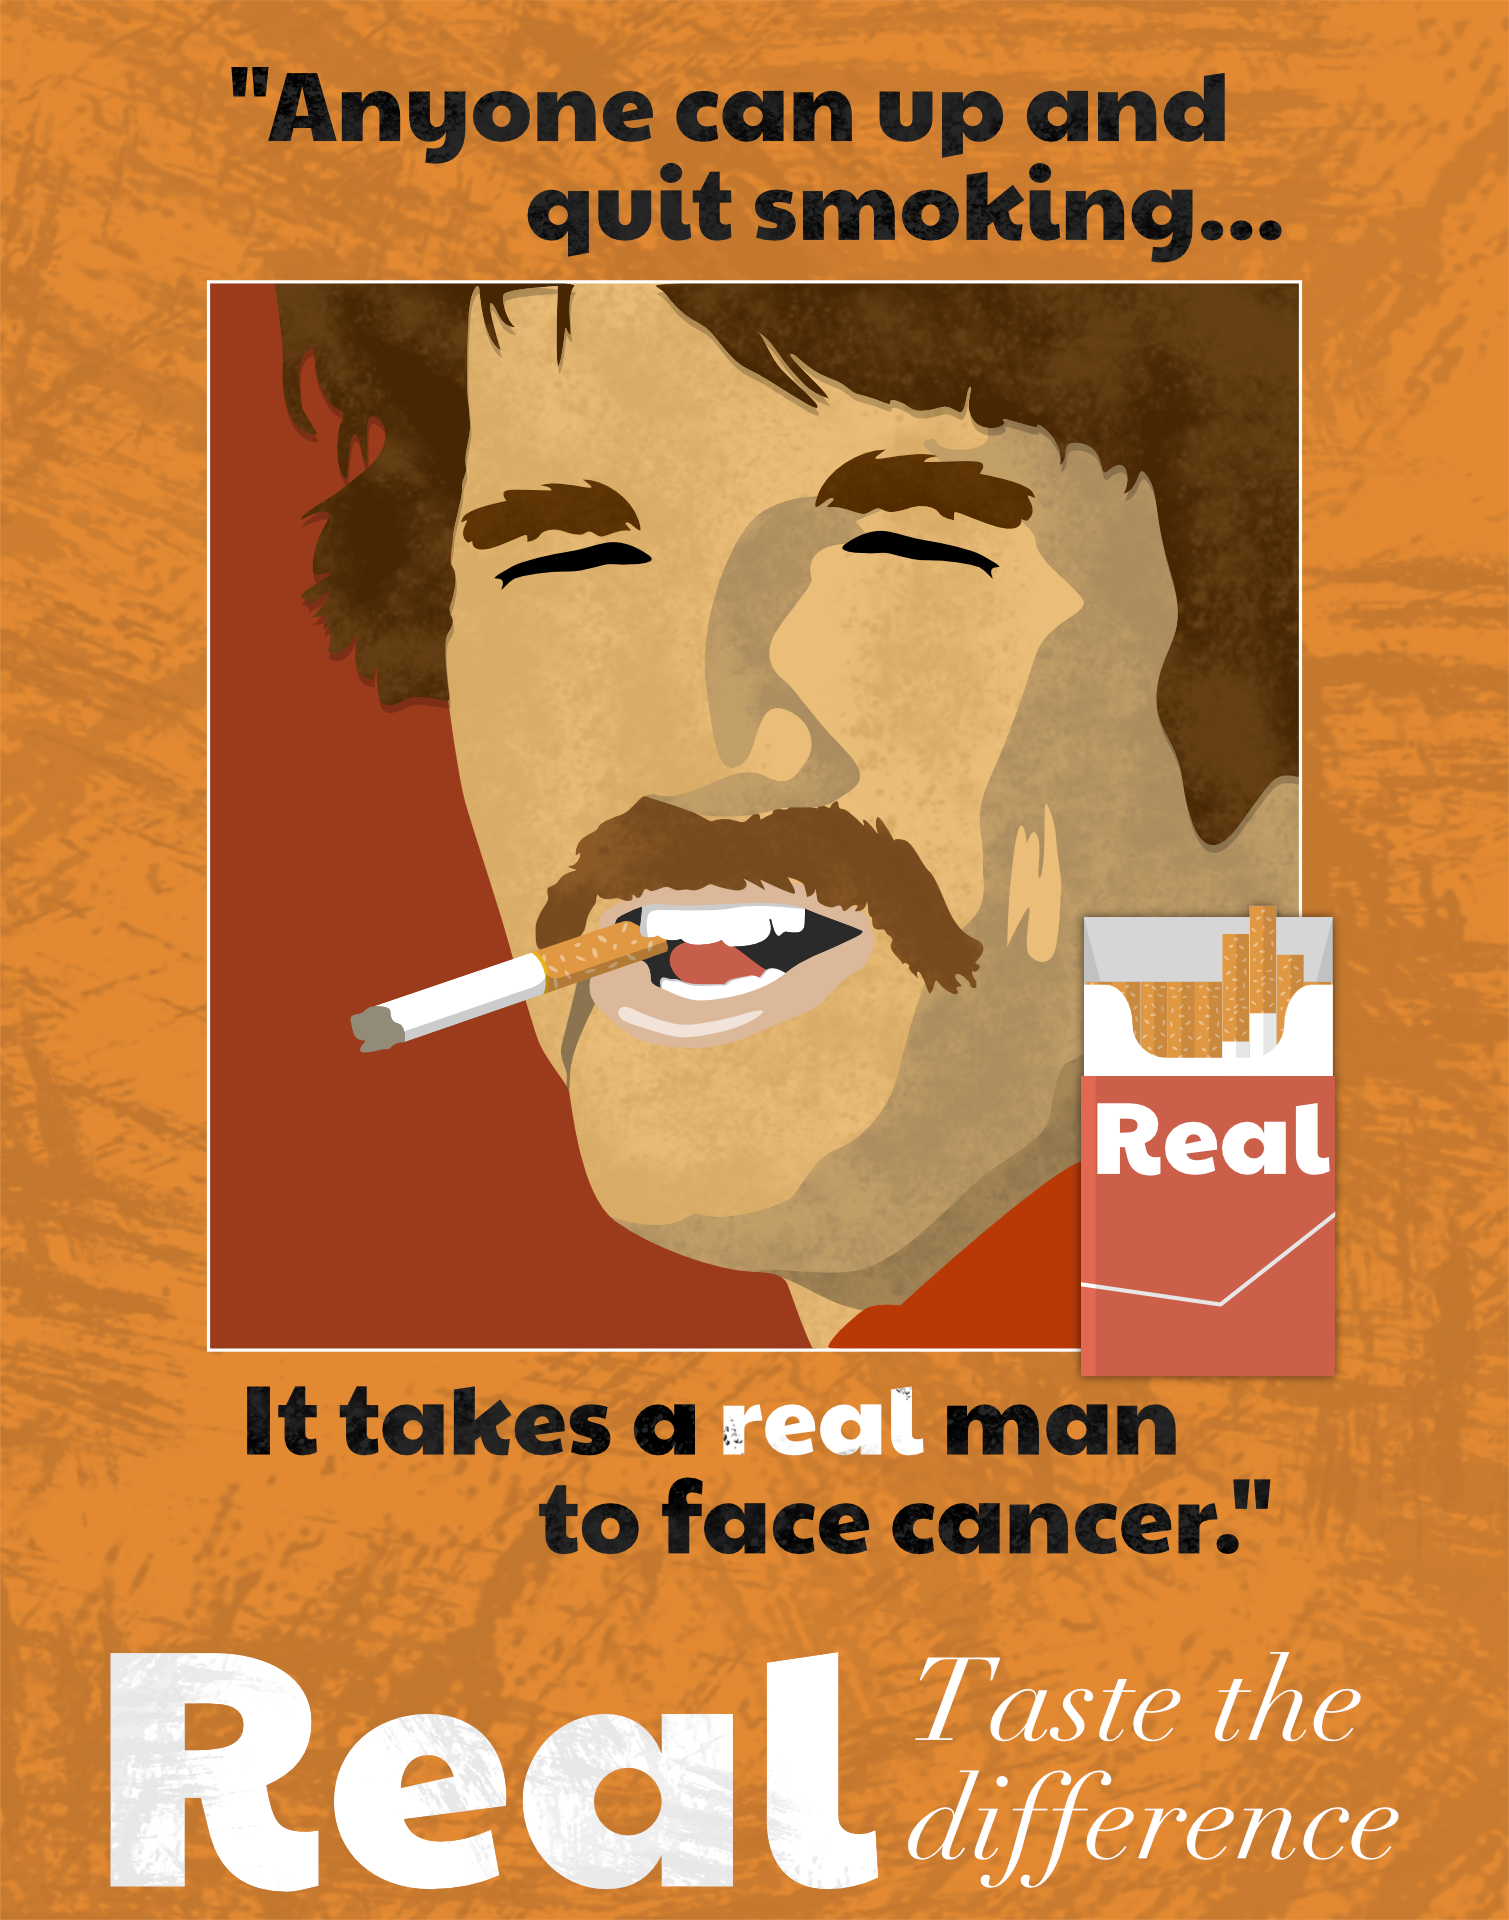 "Anyone can up and
quit smoking...
Real
It takes a real man
to face cancer."
Real
Taste the
difference